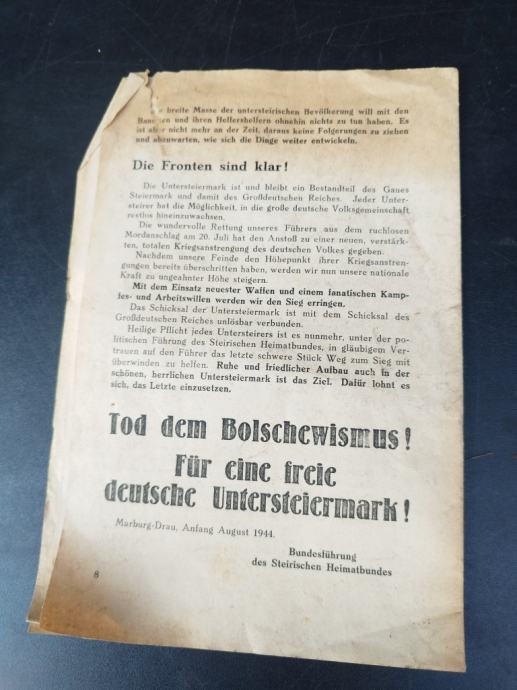 breite Masse der untersteirischen Bevölkerung will mit den
und ihren Helfershelfern ohnehin nichts zu tun haben. Es
ist aber nicht mehr an der Zeit, daraus keine Folgerungen zu ziehen
und abzuwarten, wie sich die Dinge weiter entwickeln.
Die Fronten sind klar!
Die Untersteiermark ist und bleibt ein Bestandteil des Gaues
Steiermark und damit des Großdeutschen Reiches. Jeder Unter-
steirer hat die Möglichkeit, in die große deutsche Volksgemeinschaft
restlos hineinzuwachsen.
Die wundervolle Rettung unseres Führers aus dem ruchlosen
Mordanschlag am 20. Juli hat den Anstoß zu einer neuen, verstärk-
ten, totalen Kriegsanstrengung des deutschen Volkes gegeben.
Nachdem unsere Feinde den Höhepunkt ihrer Kriegsanstren-
gungen bereits überschritten haben, werden wir nun unsere nationale
Kraft zu ungeahnter Höhe steigern.
Mit dem Einsatz neuester Waffen und einem fanatischen Kamp-
fes- und Arbeitswillen werden wir den Sieg erringen.
Das Schicksal der Untersteiermark ist mit dem Schicksal des
Großdeutschen Reiches unlösbar verbunden.
Heilige Pflicht jedes Untersteirers ist es nunmehr, unter der po-
litischen Führung des Steirischen Heimatbundes, in gläubigem Ver-
trauen auf den Führer das letzte schwere Stück Weg zum Sieg mit
überwinden zu helfen. Ruhe und friedlicher Aufbau auch in der
schönen, herrlichen Untersteiermark ist das Ziel. Dafür lohnt es
sich, das Letzte einzusetzen.
Tod dem Bolschewismus!
Für eine freie
deutsche Untersteiermark!
Marburg-Drau, Anfang August 1944.
Bundesführung
des Steirischen Heimatbundes
8